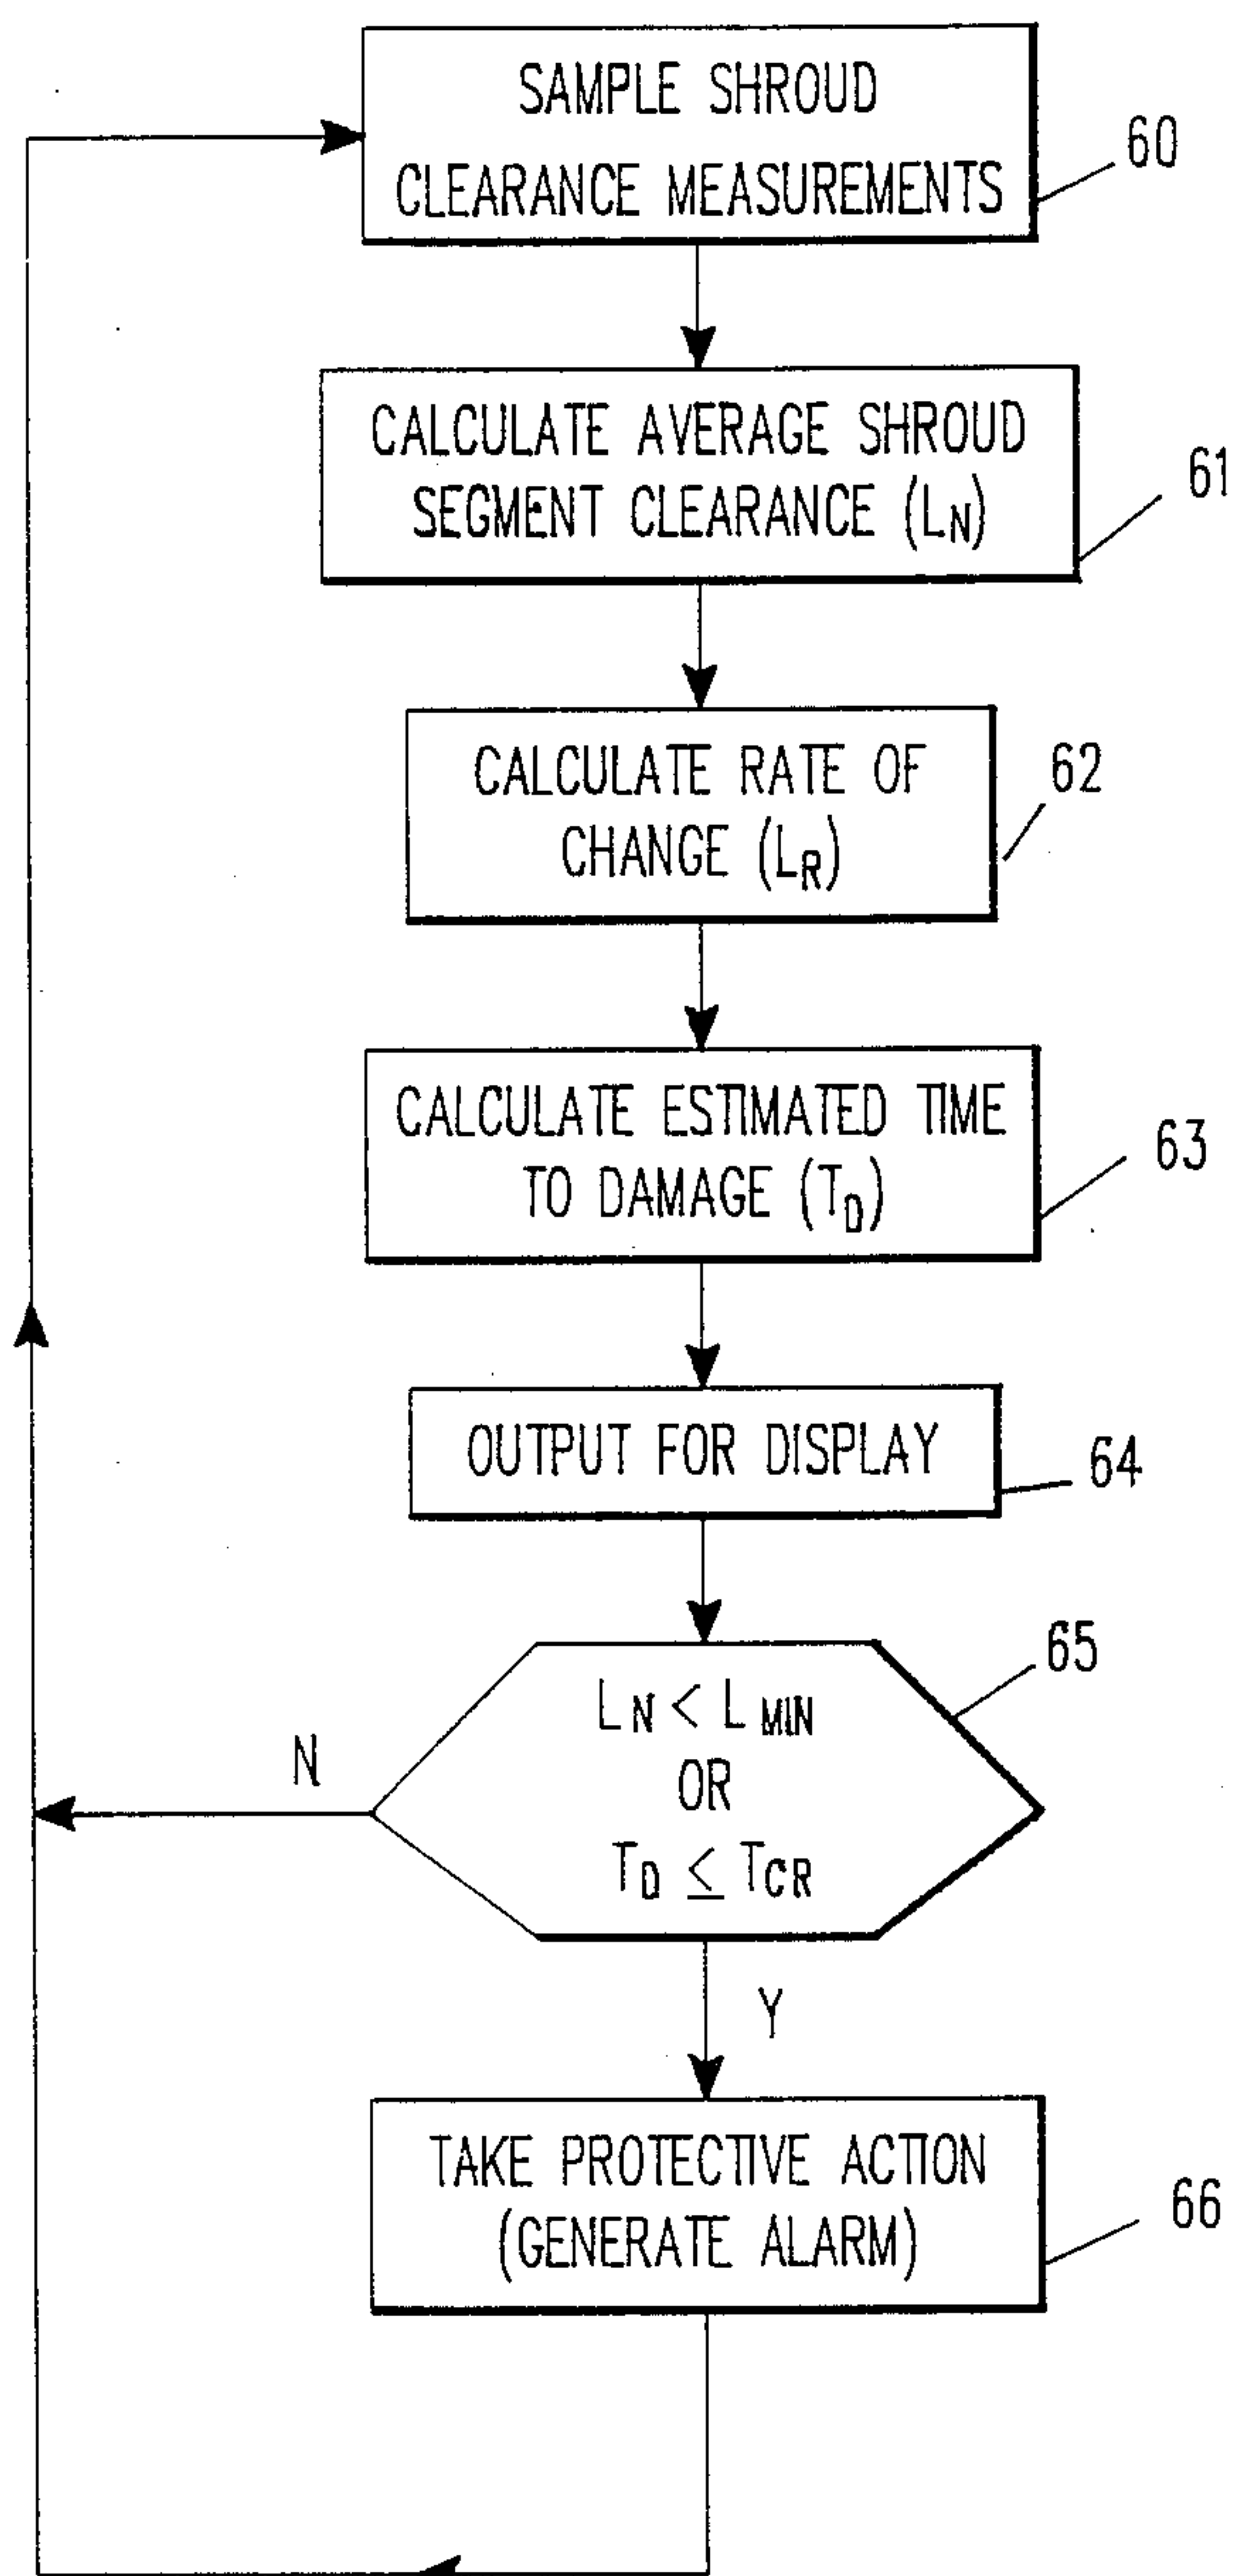 SAMPLE SHROUD
CLEARANCE MEASUREMENTS
60
CALCULATE AVERAGE SHROUD
SEGMENT CLEARANCE (LN)
61
CALCULATE RATE OF
CHANGE (LR)
62
CALCULATE ESTIMATED TIME
TO DAMAGE (TD)
63
OUTPUT FOR DISPLAY
64
65
LN < LMIN
OR
TD ≤ TCR
N
Y
TAKE PROTECTIVE ACTION
(GENERATE ALARM)
66